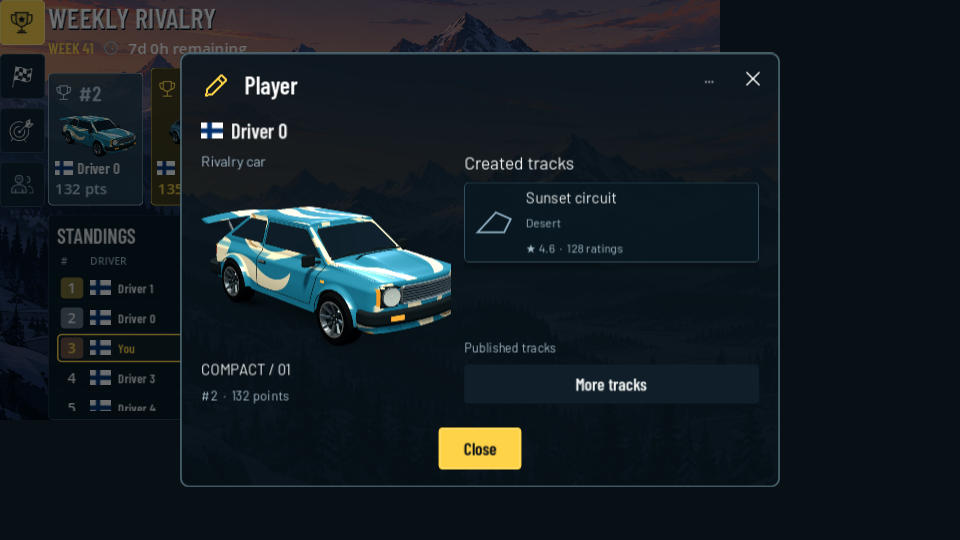 WEEKLY RIVALRY
WEEK 41 7d 0h remaining
#2
Driver 0
132 pts
135
STANDINGS
# DRIVER
1 Driver 1
2 Driver 0
3 You
4 Driver 3
5 Driver 4
Player
...
Driver 0
Rivalry car
COMPACT / 01
#2 · 132 points
Created tracks
Sunset circuit
Desert
★ 4.6 · 128 ratings
Published tracks
More tracks
Close